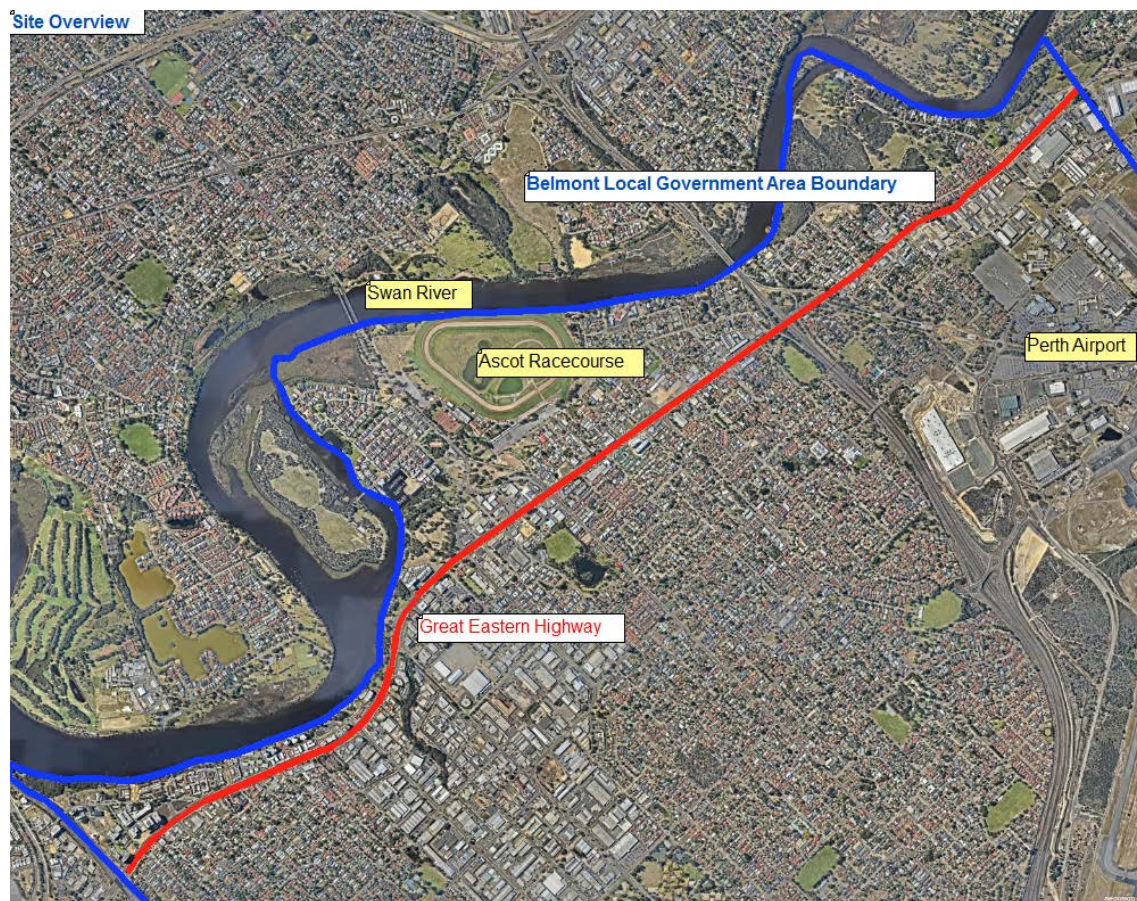 Site Overview
Belmont Local Government Area Boundary
Swan River
Perth Airport
Ascot Racecourse
Great Eastern Highway